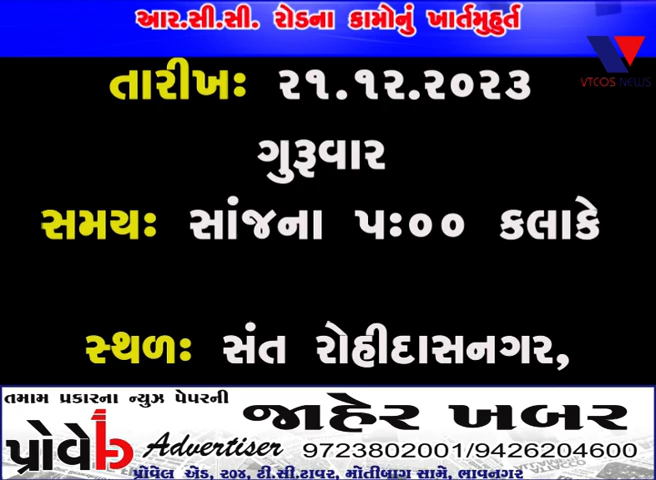 આર.સી.સી. રોડના કામોનું ખાર્તમુહુર્ત
VTCOS NEWS
તારીખઃ ૨૧.૧૨.૨૦૨૩
ગુરૂવાર
સમયઃ સાંજના ૫ઃ૦૦ કલાકે
સ્થળઃ સંત રોહીદાસનગર,
તમામ પ્રકારના ન્યુઝ પેપરની
જાહેર ખબર
પ્રોવેલ Advertiser 9723802001/9426204600
પ્રોવેલ એડ, ૨૦૪, ટી.સી.ટાવર, મોતીબાગ સામે, ભાવનગર